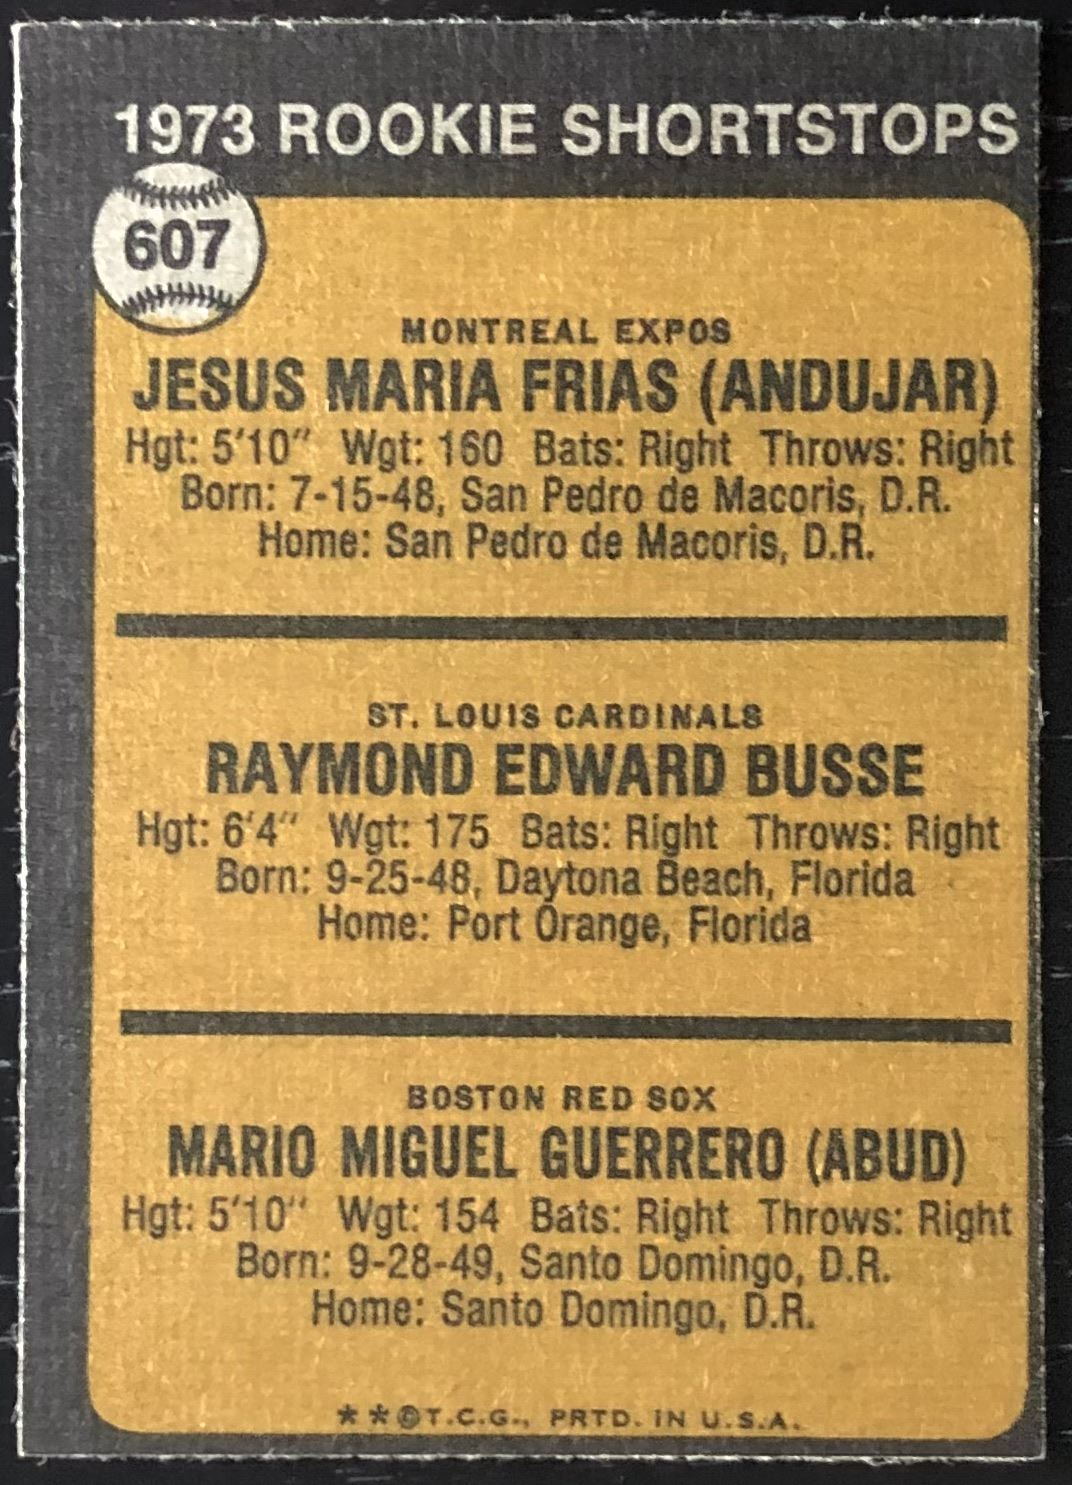 1973 ROOKIE SHORTSTOPS
607
MONTREAL EXPOS
JESUS MARIA FRIAS (ANDUJAR)
Hgt: 5'10" Wgt: 160 Bats: Right Throws: Right
Born: 7-15-48, San Pedro de Macoris, D.R.
Home: San Pedro de Macoris, D.R.
ST. LOUIS CARDINALS
RAYMOND EDWARD BUSSE
Hgt: 6'4" Wgt: 175 Bats: Right Throws: Right
Born: 9-25-48, Daytona Beach, Florida
Home: Port Orange, Florida
BOSTON RED SOX
MARIO MIGUEL GUERRERO (ABUD)
Hgt: 5'10" Wgt: 154 Bats: Right Throws: Right
Born: 9-28-49, Santo Domingo, D.R.
Home: Santo Domingo, D.R.
**©T.C.G., PRTD. IN U.S.A.